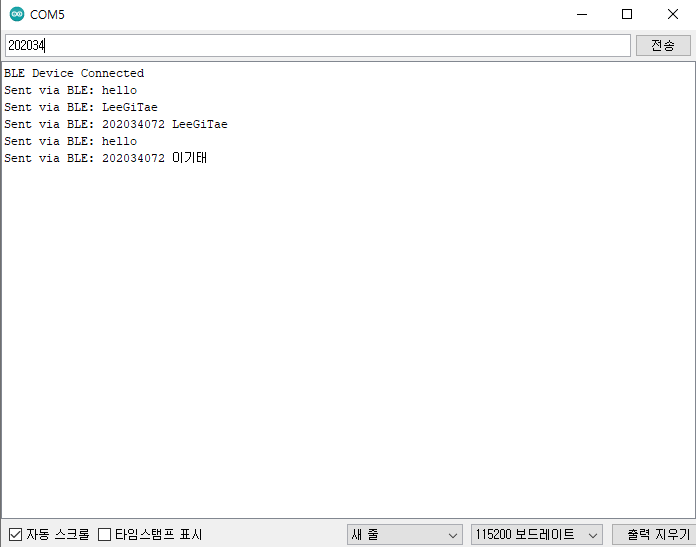 COM5
202034
전송
BLE Device Connected
Sent via BLE: hello
Sent via BLE: LeeGiTae
Sent via BLE: 202034072 LeeGiTae
Sent via BLE: hello
Sent via BLE: 202034072 이기태
자동 스크롤 타임스탬프 표시 새 줄 115200 보드레이트 출력 지우기